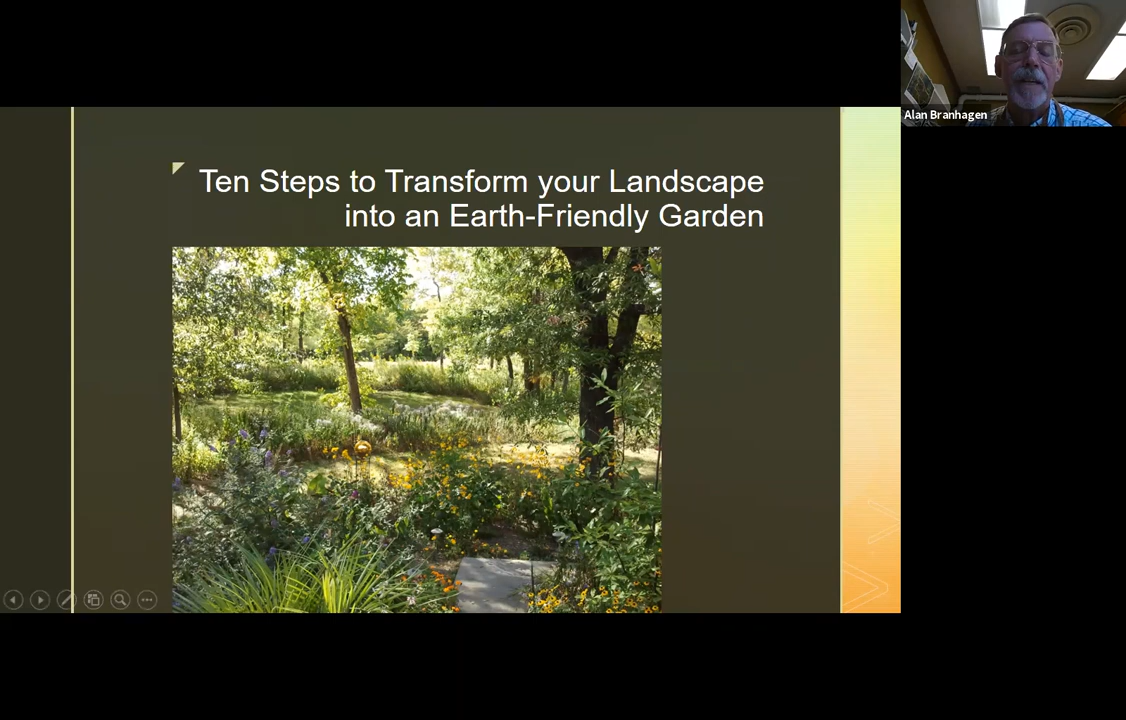 Ten Steps to Transform your Landscape
into an Earth-Friendly Garden
Alan Branhagen